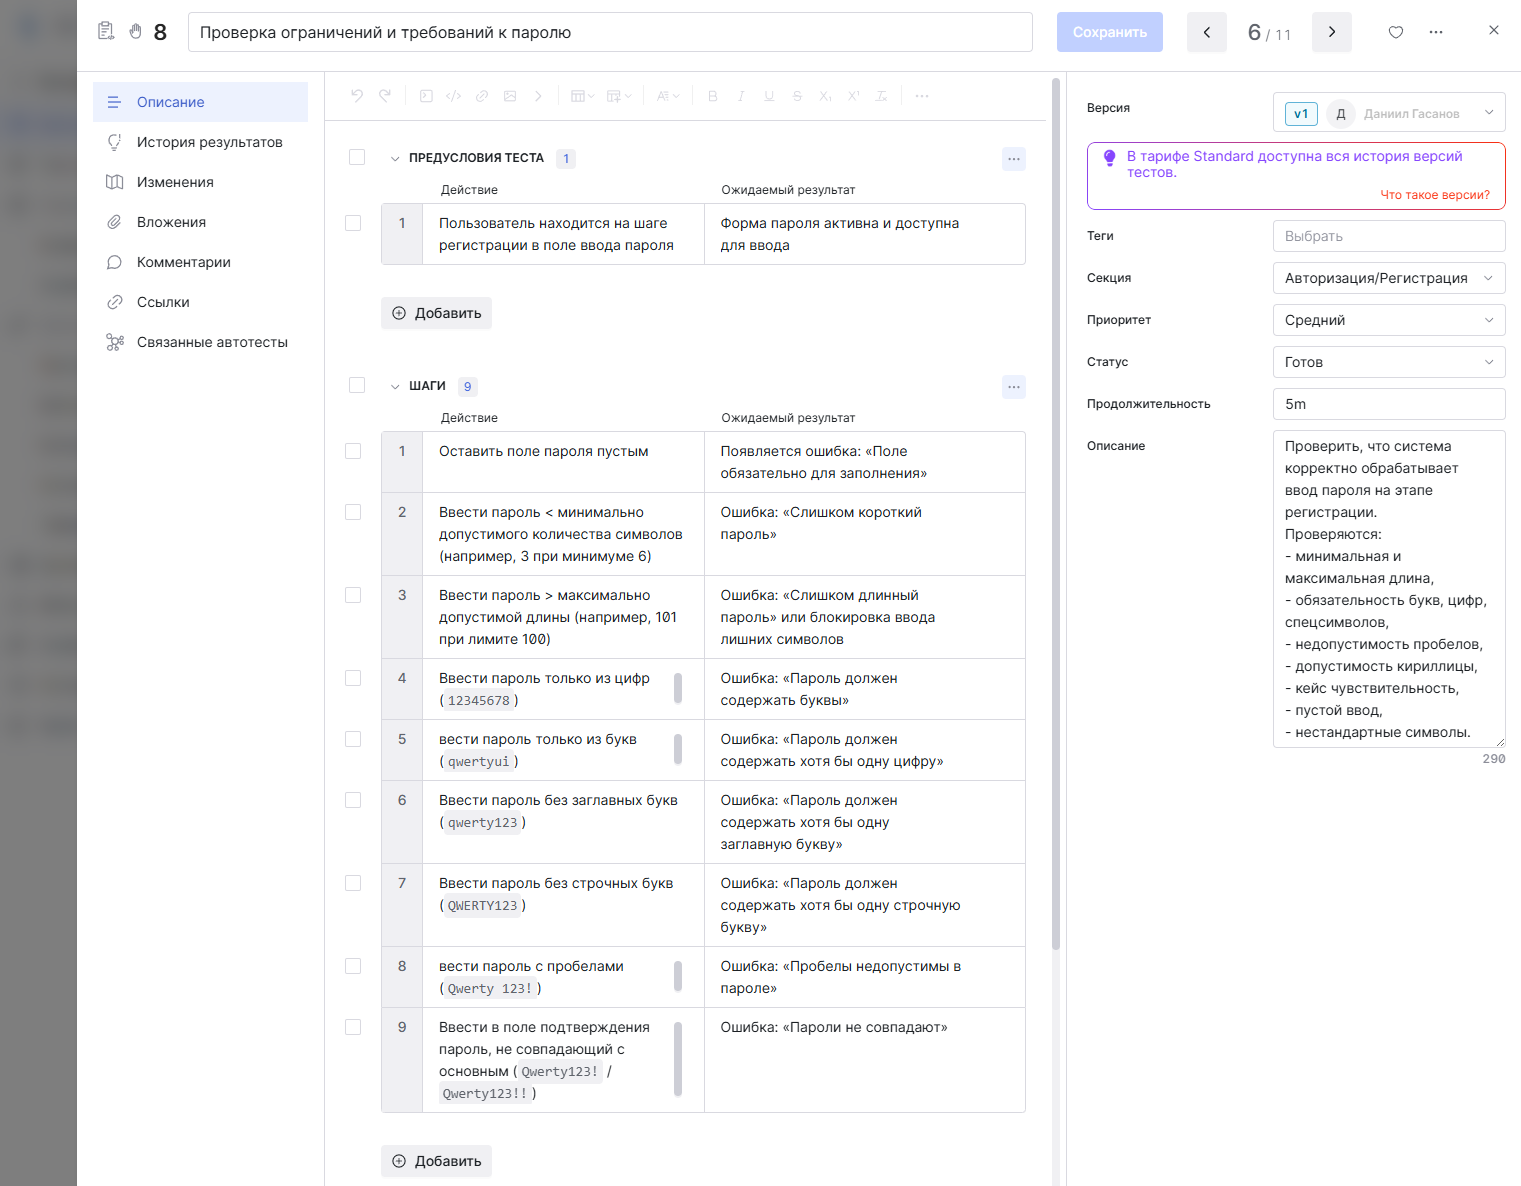 8
Проверка ограничений и требований к паролю
Сохранить
6 / 11
Описание
История результатов
Изменения
Вложения
Комментарии
Ссылки
Связанные автотесты
ПРЕДУСЛОВИЯ ТЕСТА 1
Действие
Ожидаемый результат
1
Пользователь находится на шаге
регистрации в поле ввода пароля
Форма пароля активна и доступна
для ввода
Добавить
ШАГИ 9
Действие
Ожидаемый результат
1
Оставить поле пароля пустым
Появляется ошибка: «Поле
обязательно для заполнения»
2
Ввести пароль < минимально
допустимого количества символов
(например, 3 при минимуме 6)
Ошибка: «Слишком короткий
пароль»
3
Ввести пароль > максимально
допустимой длины (например, 101
при лимите 100)
Ошибка: «Слишком длинный
пароль» или блокировка ввода
лишних символов
4
Ввести пароль только из цифр
(12345678)
Ошибка: «Пароль должен
содержать буквы»
5
вести пароль только из букв
(qwertyui)
Ошибка: «Пароль должен
содержать хотя бы одну цифру»
6
Ввести пароль без заглавных букв
(qwerty123)
Ошибка: «Пароль должен
содержать хотя бы одну
заглавную букву»
7
Ввести пароль без строчных букв
(QWERTY123)
Ошибка: «Пароль должен
содержать хотя бы одну строчную
букву»
8
вести пароль с пробелами
(Qwerty 123!)
Ошибка: «Пробелы недопустимы в
пароле»
9
Ввести в поле подтверждения
пароль, не совпадающий с
основным (Qwerty123! /
Qwerty123!!)
Ошибка: «Пароли не совпадают»
Добавить
Версия
v1 Д Даниил Гасанов
В тарифе Standard доступна вся история версий
тестов.
Что такое версии?
Теги
Выбрать
Секция
Авторизация/Регистрация
Приоритет
Средний
Статус
Готов
Продолжительность
5m
Описание
Проверить, что система
корректно обрабатывает
ввод пароля на этапе
регистрации.
Проверяются:
- минимальная и
максимальная длина,
- обязательность букв, цифр,
спецсимволов,
- недопустимость пробелов,
- допустимость кириллицы,
- кейс чувствительность,
- пустой ввод,
- нестандартные символы.
290